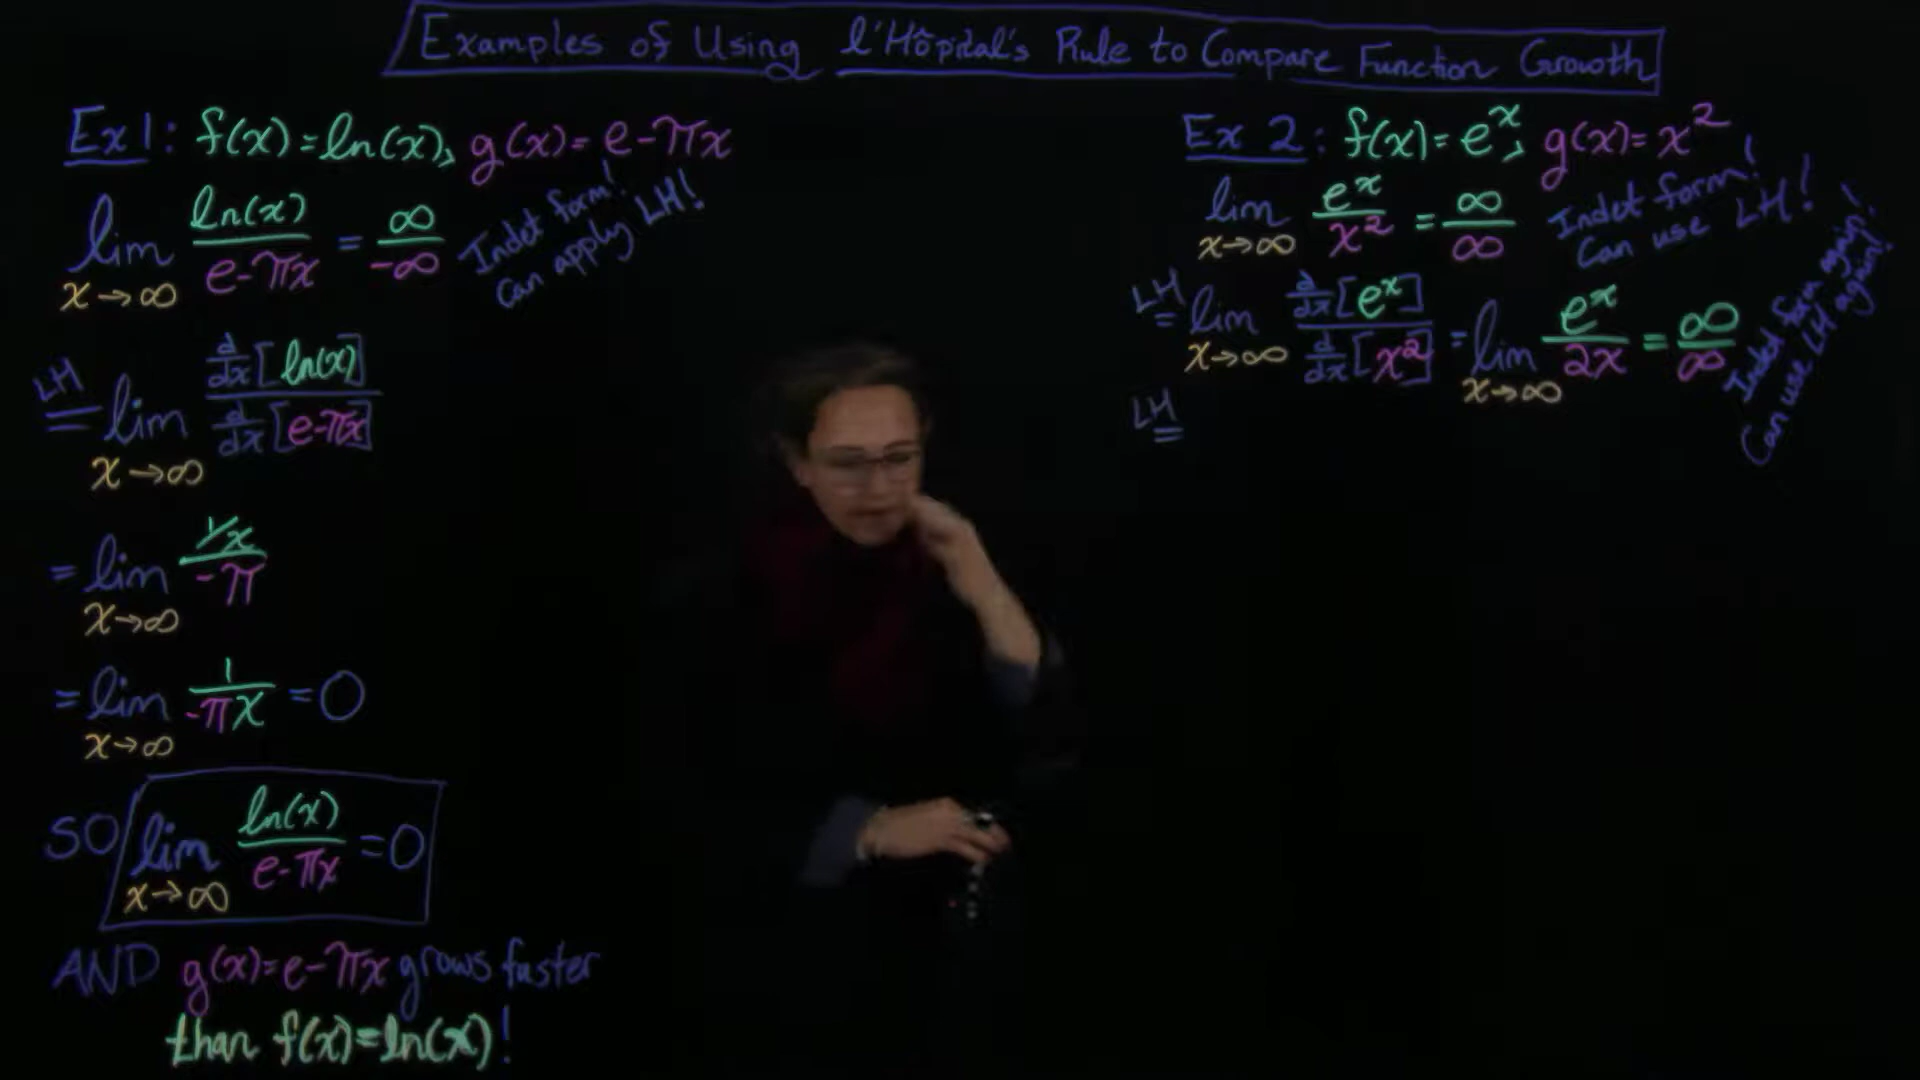 Examples of Using l'Hôpital's Rule to Compare Function Growth
Ex 1: f(x)=ln(x), g(x)=e-πx
lim x→∞ ln(x)/(e-πx) = ∞/-∞
Indet form!
Can apply LH!
LH= lim x→∞ d/dx[ln(x)] / d/dx[e-πx]
= lim x→∞ (1/x)/(-π)
= lim x→∞ 1/(-πx) = 0
SO lim x→∞ ln(x)/(e-πx) = 0
AND g(x)=e-πx grows faster
than f(x)=ln(x)!
Ex 2: f(x)=e^x, g(x)=x^2
lim x→∞ e^x/x^2 = ∞/∞
Indet form!
Can use LH!
LH= lim x→∞ d/dx[e^x] / d/dx[x^2] = lim x→∞ e^x/2x = ∞/∞
Indet form again!
Can use LH again!
LH=